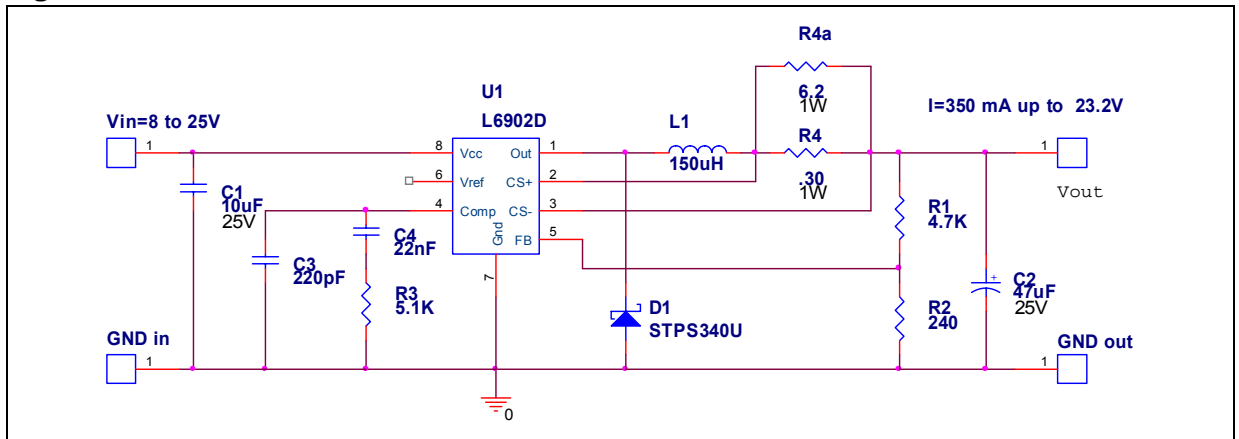 R4a
6.2
1W
U1
L6902D
I=350 mA up to 23.2V
Vin=8 to 25V
L1
150uH
R4
.30
1W
1
8
Vcc
Out
1
1
Vout
6
Vref
CS+
2
C1
10uF
25V
4
Comp
CS-
3
Gnd
FB
5
7
C4
22nF
R1
4.7K
C3
220pF
R3
5.1K
C2
+
47uF
25V
D1
STPS340U
R2
240
GND in
1
GND out
1
0